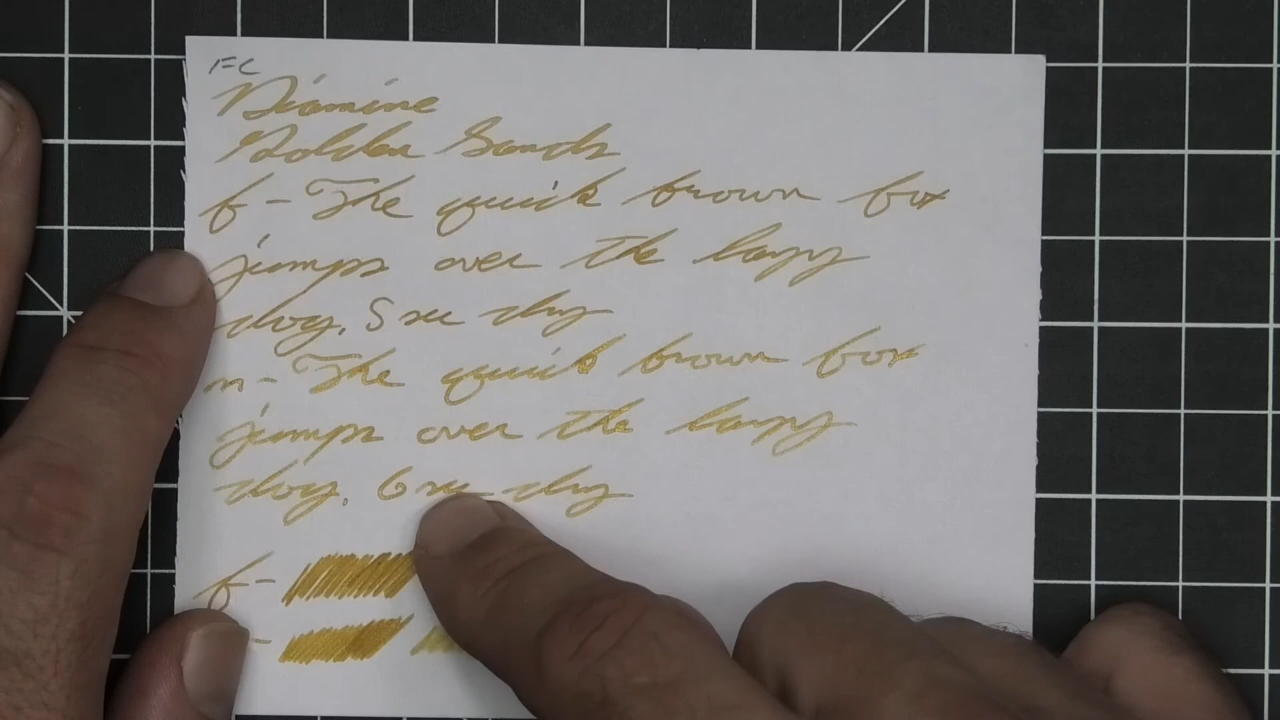 FC
Diamine
Golden Sands
f - The quick brown fox
jumps over the lazy
dog. 5 sec dry
m - The quick brown fox
jumps over the lazy
dog. 6 sec dry
f -
-